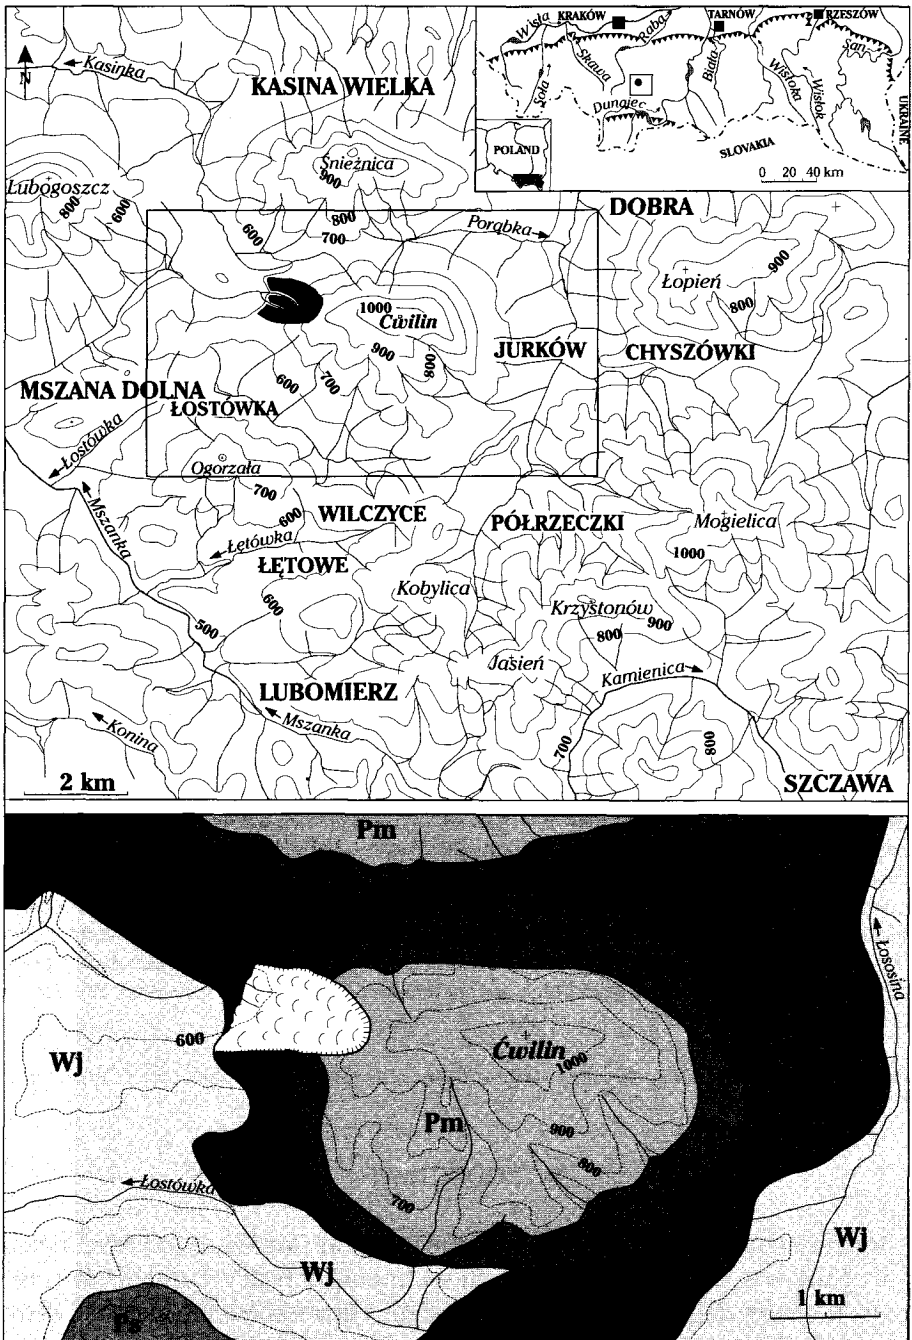 Wisła
KRAKÓW
Raba
TARNÓW
RZESZÓW
San
Skawa
Soła
Biała
Wisłoka
Wisłok
Dunajec
UKRAINE
POLAND
SLOVAKIA
0 20 40 km
N
Kasinka
KASINA WIELKA
Śnieżnica
900
Lubogoszcz
800
600
800
700
600
Porąbka
DOBRA
Łopień
900
800
1000
Ćwilin
900
800
700
600
JURKÓW
CHYSZÓWKI
MSZANA DOLNA
ŁOSTÓWKA
Łostówka
Ogorzała
700
600
Mszanka
WILCZYCE
PÓŁRZECZKI
Mogielica
1000
Łętówka
ŁĘTOWE
Kobylica
600
Krzystonów
900
800
500
Jasień
Kamienica
LUBOMIERZ
Mszanka
Konina
700
800
2 km
SZCZAWA
Pm
Łososina
600
Wj
Ćwilin
1000
Pm
900
800
700
Łostówka
Wj
Wj
Ps
1 km